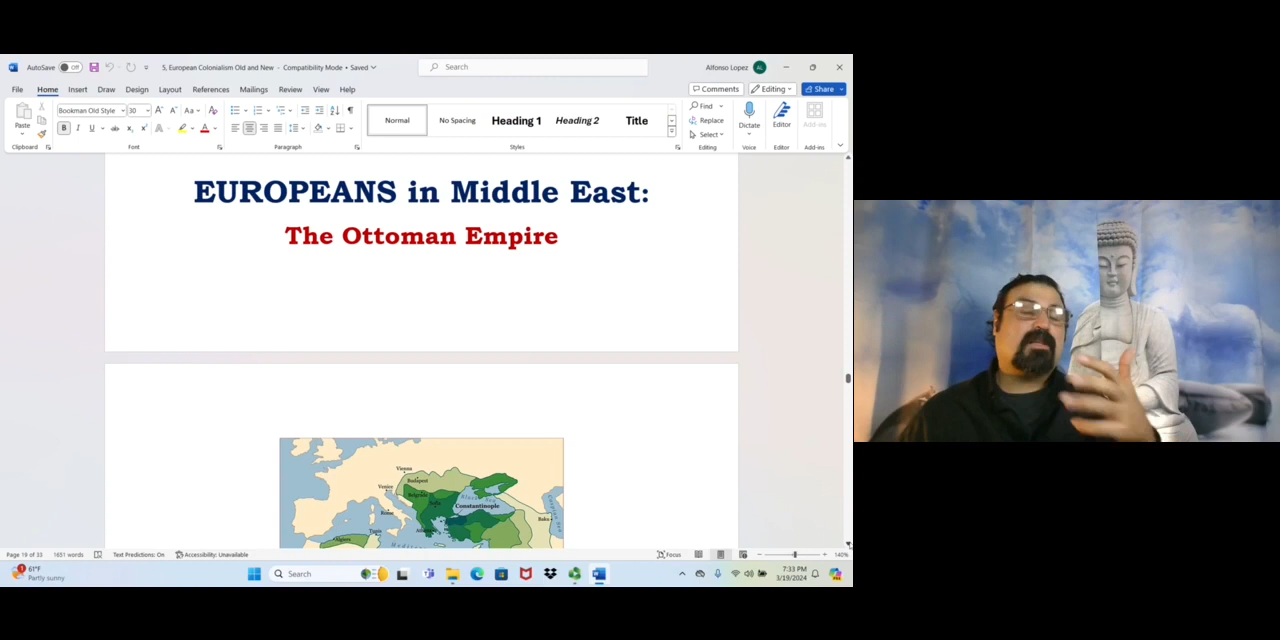 AutoSave Off 5, European Colonialism Old and New - Compatibility Mode • Saved Search Alfonso Lopez AL
File Home Insert Draw Design Layout References Mailings Review View Help Comments Editing Share
Bookman Old Style 30 Normal No Spacing Heading 1 Heading 2 Title
Paste Find Replace Select Dictate Editor Add-ins
Clipboard Font Paragraph Styles Editing Voice Editor Add-ins
EUROPEANS in Middle East:
The Ottoman Empire
Vienna
Budapest
Venice
Belgrade
Constantinople
Rome
Baku
Tunis
Algiers
Page 19 of 33 1651 words Text Predictions: On Accessibility: Unavailable Focus 140%
61°F
Partly sunny
Search
7:33 PM
3/19/2024